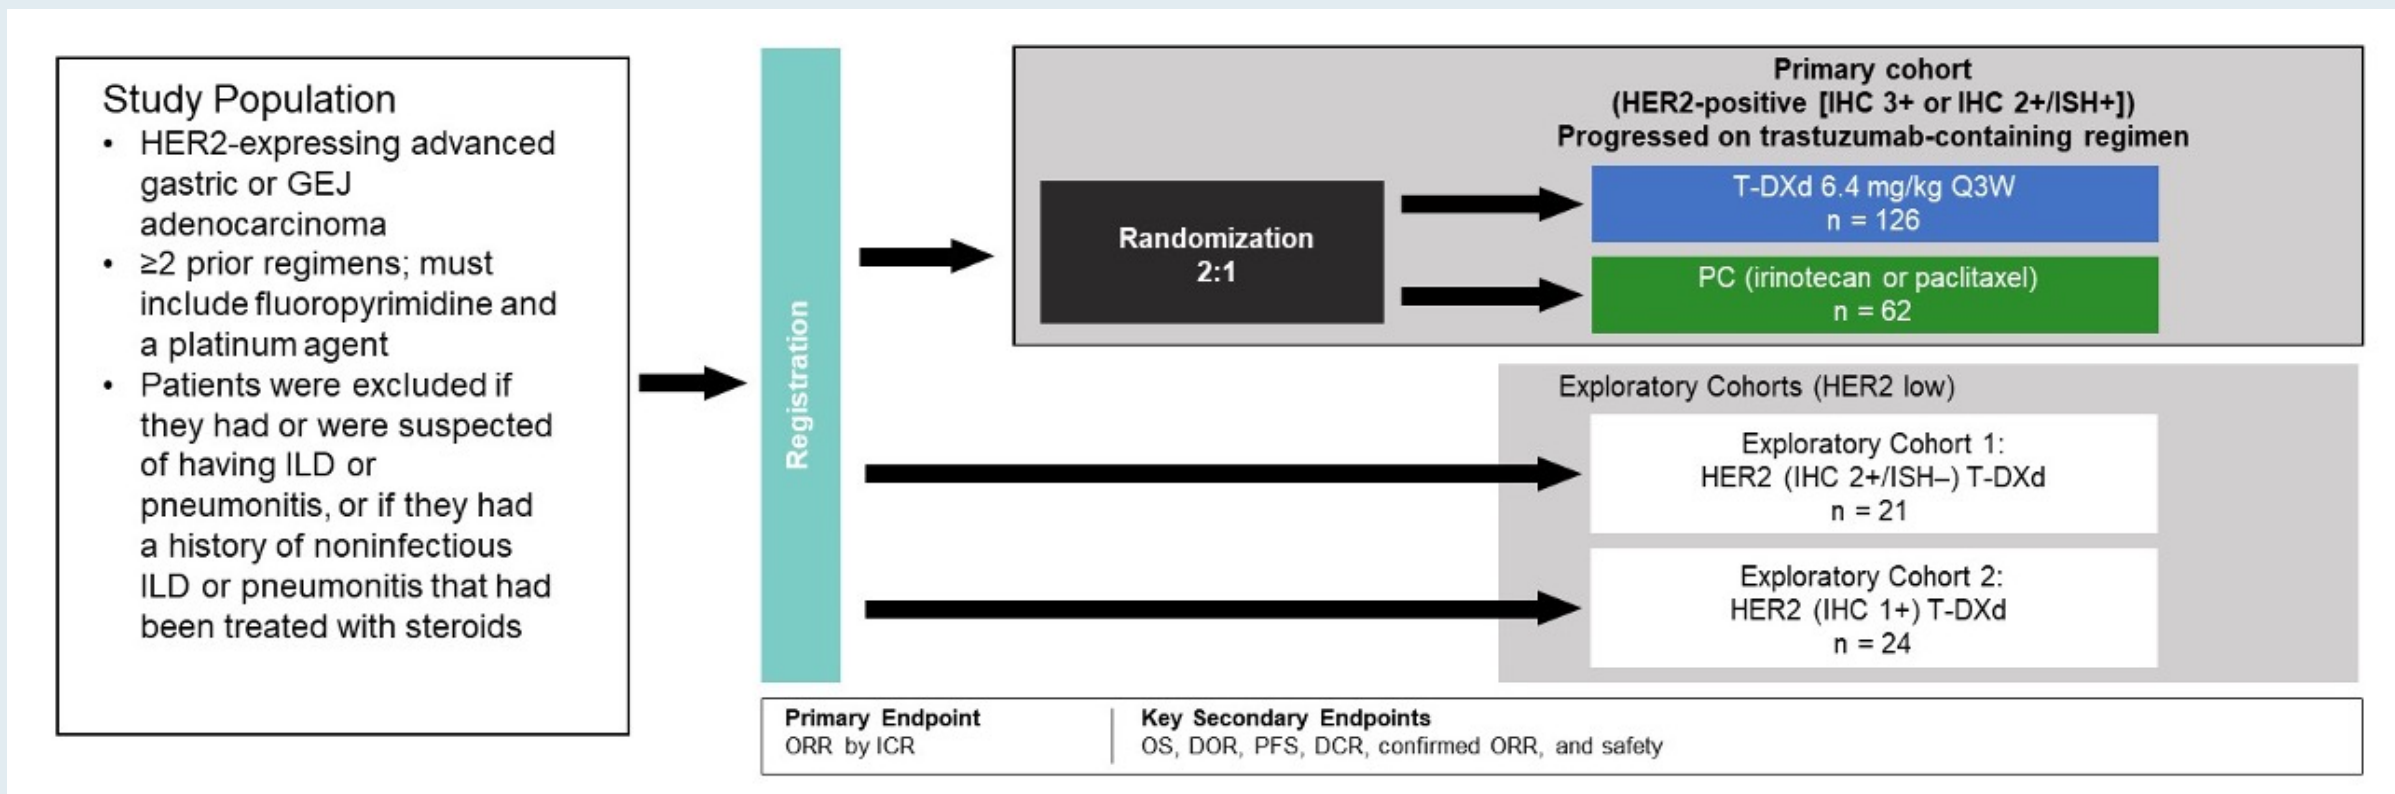 Study Population
• HER2-expressing advanced
gastric or GEJ
adenocarcinoma
• ≥2 prior regimens; must
include fluoropyrimidine and
a platinum agent
• Patients were excluded if
they had or were suspected
of having ILD or
pneumonitis, or if they had
a history of noninfectious
ILD or pneumonitis that had
been treated with steroids
Registration
Primary cohort
(HER2-positive [IHC 3+ or IHC 2+/ISH+])
Progressed on trastuzumab-containing regimen
Randomization
2:1
T-DXd 6.4 mg/kg Q3W
n = 126
PC (irinotecan or paclitaxel)
n = 62
Exploratory Cohorts (HER2 low)
Exploratory Cohort 1:
HER2 (IHC 2+/ISH–) T-DXd
n = 21
Exploratory Cohort 2:
HER2 (IHC 1+) T-DXd
n = 24
Primary Endpoint
ORR by ICR
Key Secondary Endpoints
OS, DOR, PFS, DCR, confirmed ORR, and safety